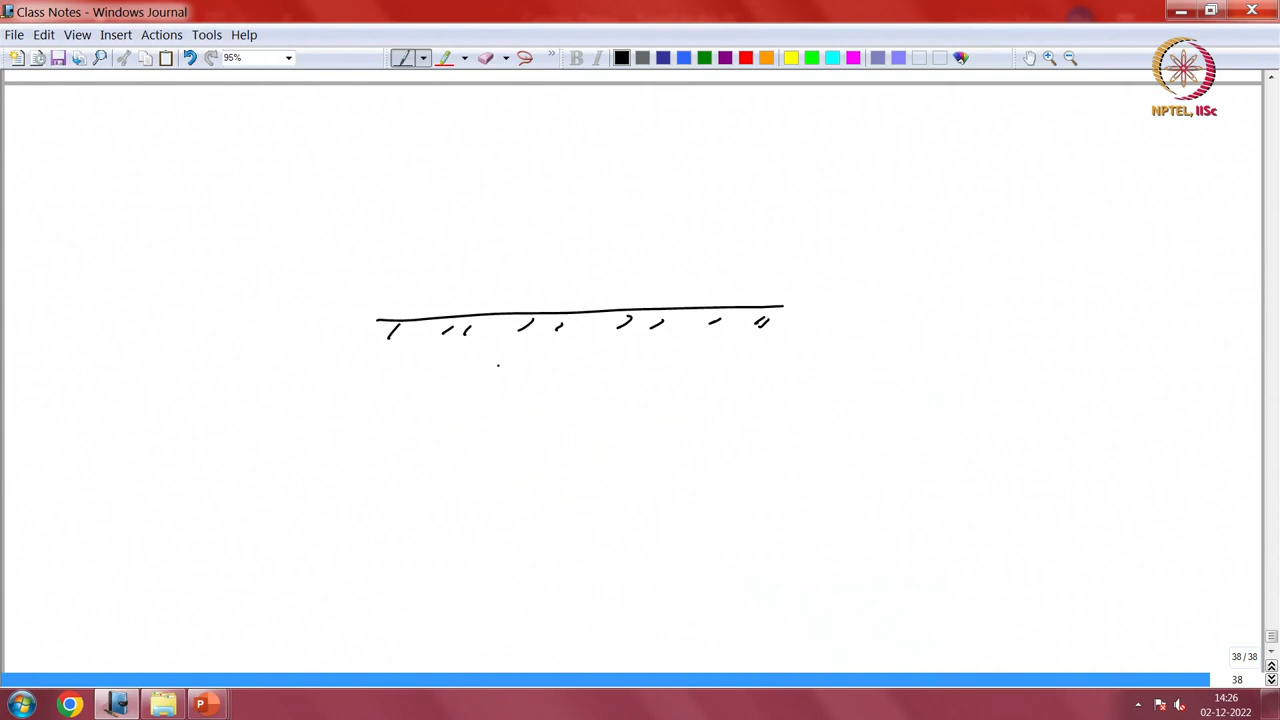 Class Notes - Windows Journal
File Edit View Insert Actions Tools Help
95%
B I
NPTEL, IISc
38 / 38
38
14:26
02-12-2022